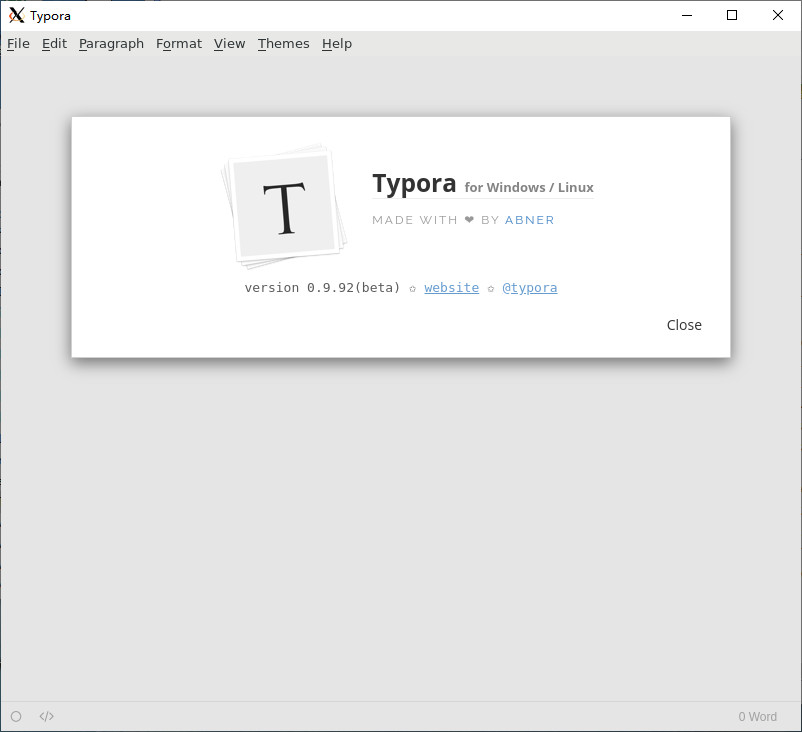 Typora
File Edit Paragraph Format View Themes Help
T
Typora for Windows / Linux
MADE WITH ❤ BY ABNER
version 0.9.92(beta) ✩ website ✩ @typora
Close
</> 0 Word